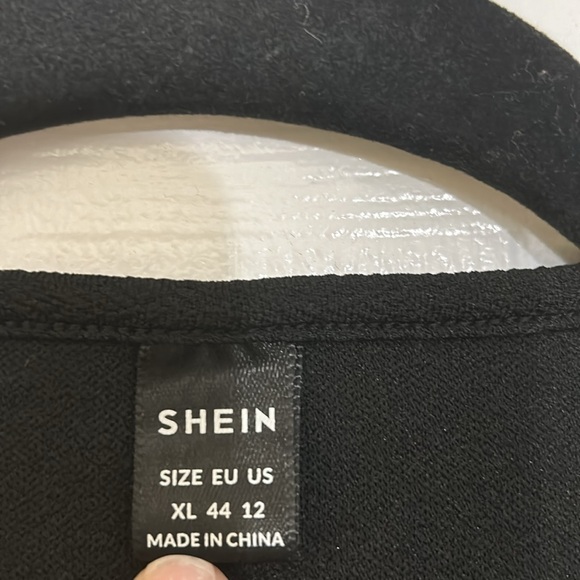 SHEIN
SIZE EU US
XL 44 12
MADE IN CHINA